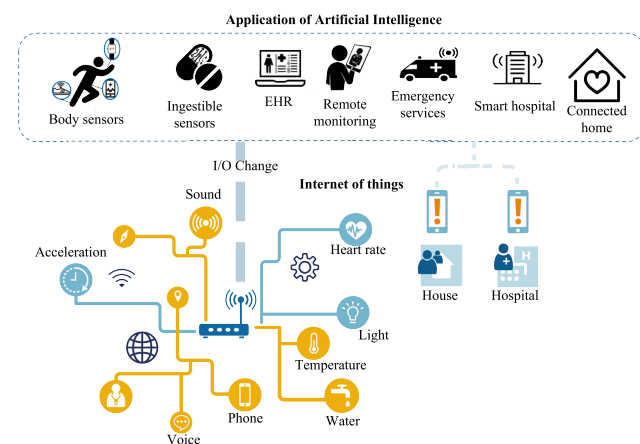 Application of Artificial Intelligence
Body sensors
Ingestible
sensors
EHR
Remote
monitoring
Emergency
services
Smart hospital
Connected
home
I/O Change
Internet of things
Sound
Acceleration
Heart rate
House
Hospital
H
Light
Temperature
Phone
Water
Voice